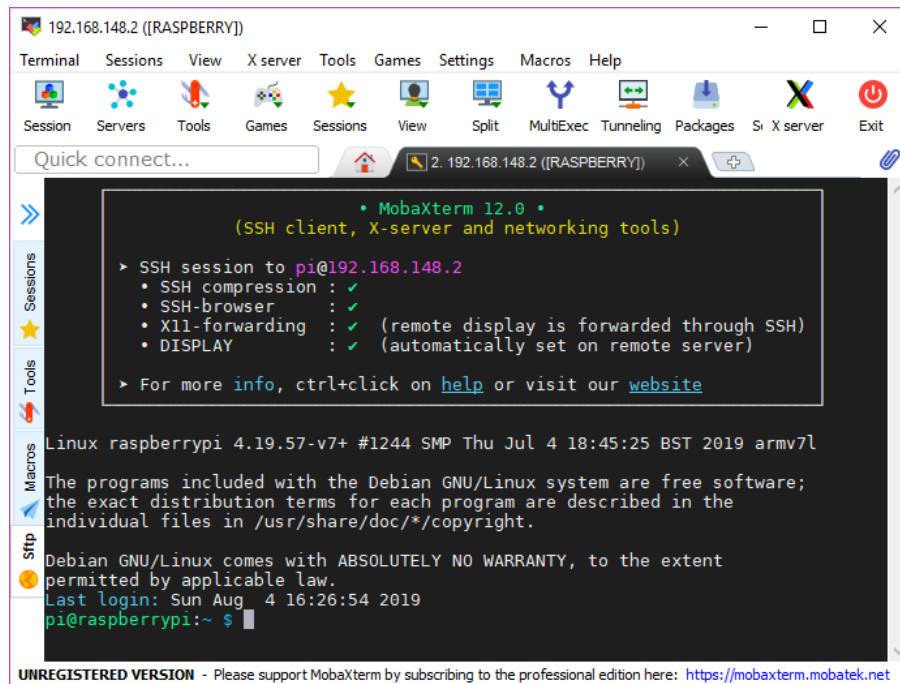 192.168.148.2 ([RASPBERRY])
Terminal Sessions View X server Tools Games Settings Macros Help
Session Servers Tools Games Sessions View Split MultiExec Tunneling Packages X server Exit
Quick connect... 2. 192.168.148.2 ([RASPBERRY])
• MobaXterm 12.0 •
(SSH client, X-server and networking tools)
➤ SSH session to pi@192.168.148.2
• SSH compression : ✔
• SSH-browser : ✔
• X11-forwarding : ✔ (remote display is forwarded through SSH)
• DISPLAY : ✔ (automatically set on remote server)
➤ For more info, ctrl+click on help or visit our website
Linux raspberrypi 4.19.57-v7+ #1244 SMP Thu Jul 4 18:45:25 BST 2019 armv7l
The programs included with the Debian GNU/Linux system are free software;
the exact distribution terms for each program are described in the
individual files in /usr/share/doc/*/copyright.
Debian GNU/Linux comes with ABSOLUTELY NO WARRANTY, to the extent
permitted by applicable law.
Last login: Sun Aug  4 16:26:54 2019
pi@raspberrypi:~ $
Sessions
Tools
Macros
Sftp
UNREGISTERED VERSION - Please support MobaXterm by subscribing to the professional edition here: https://mobaxterm.mobatek.net